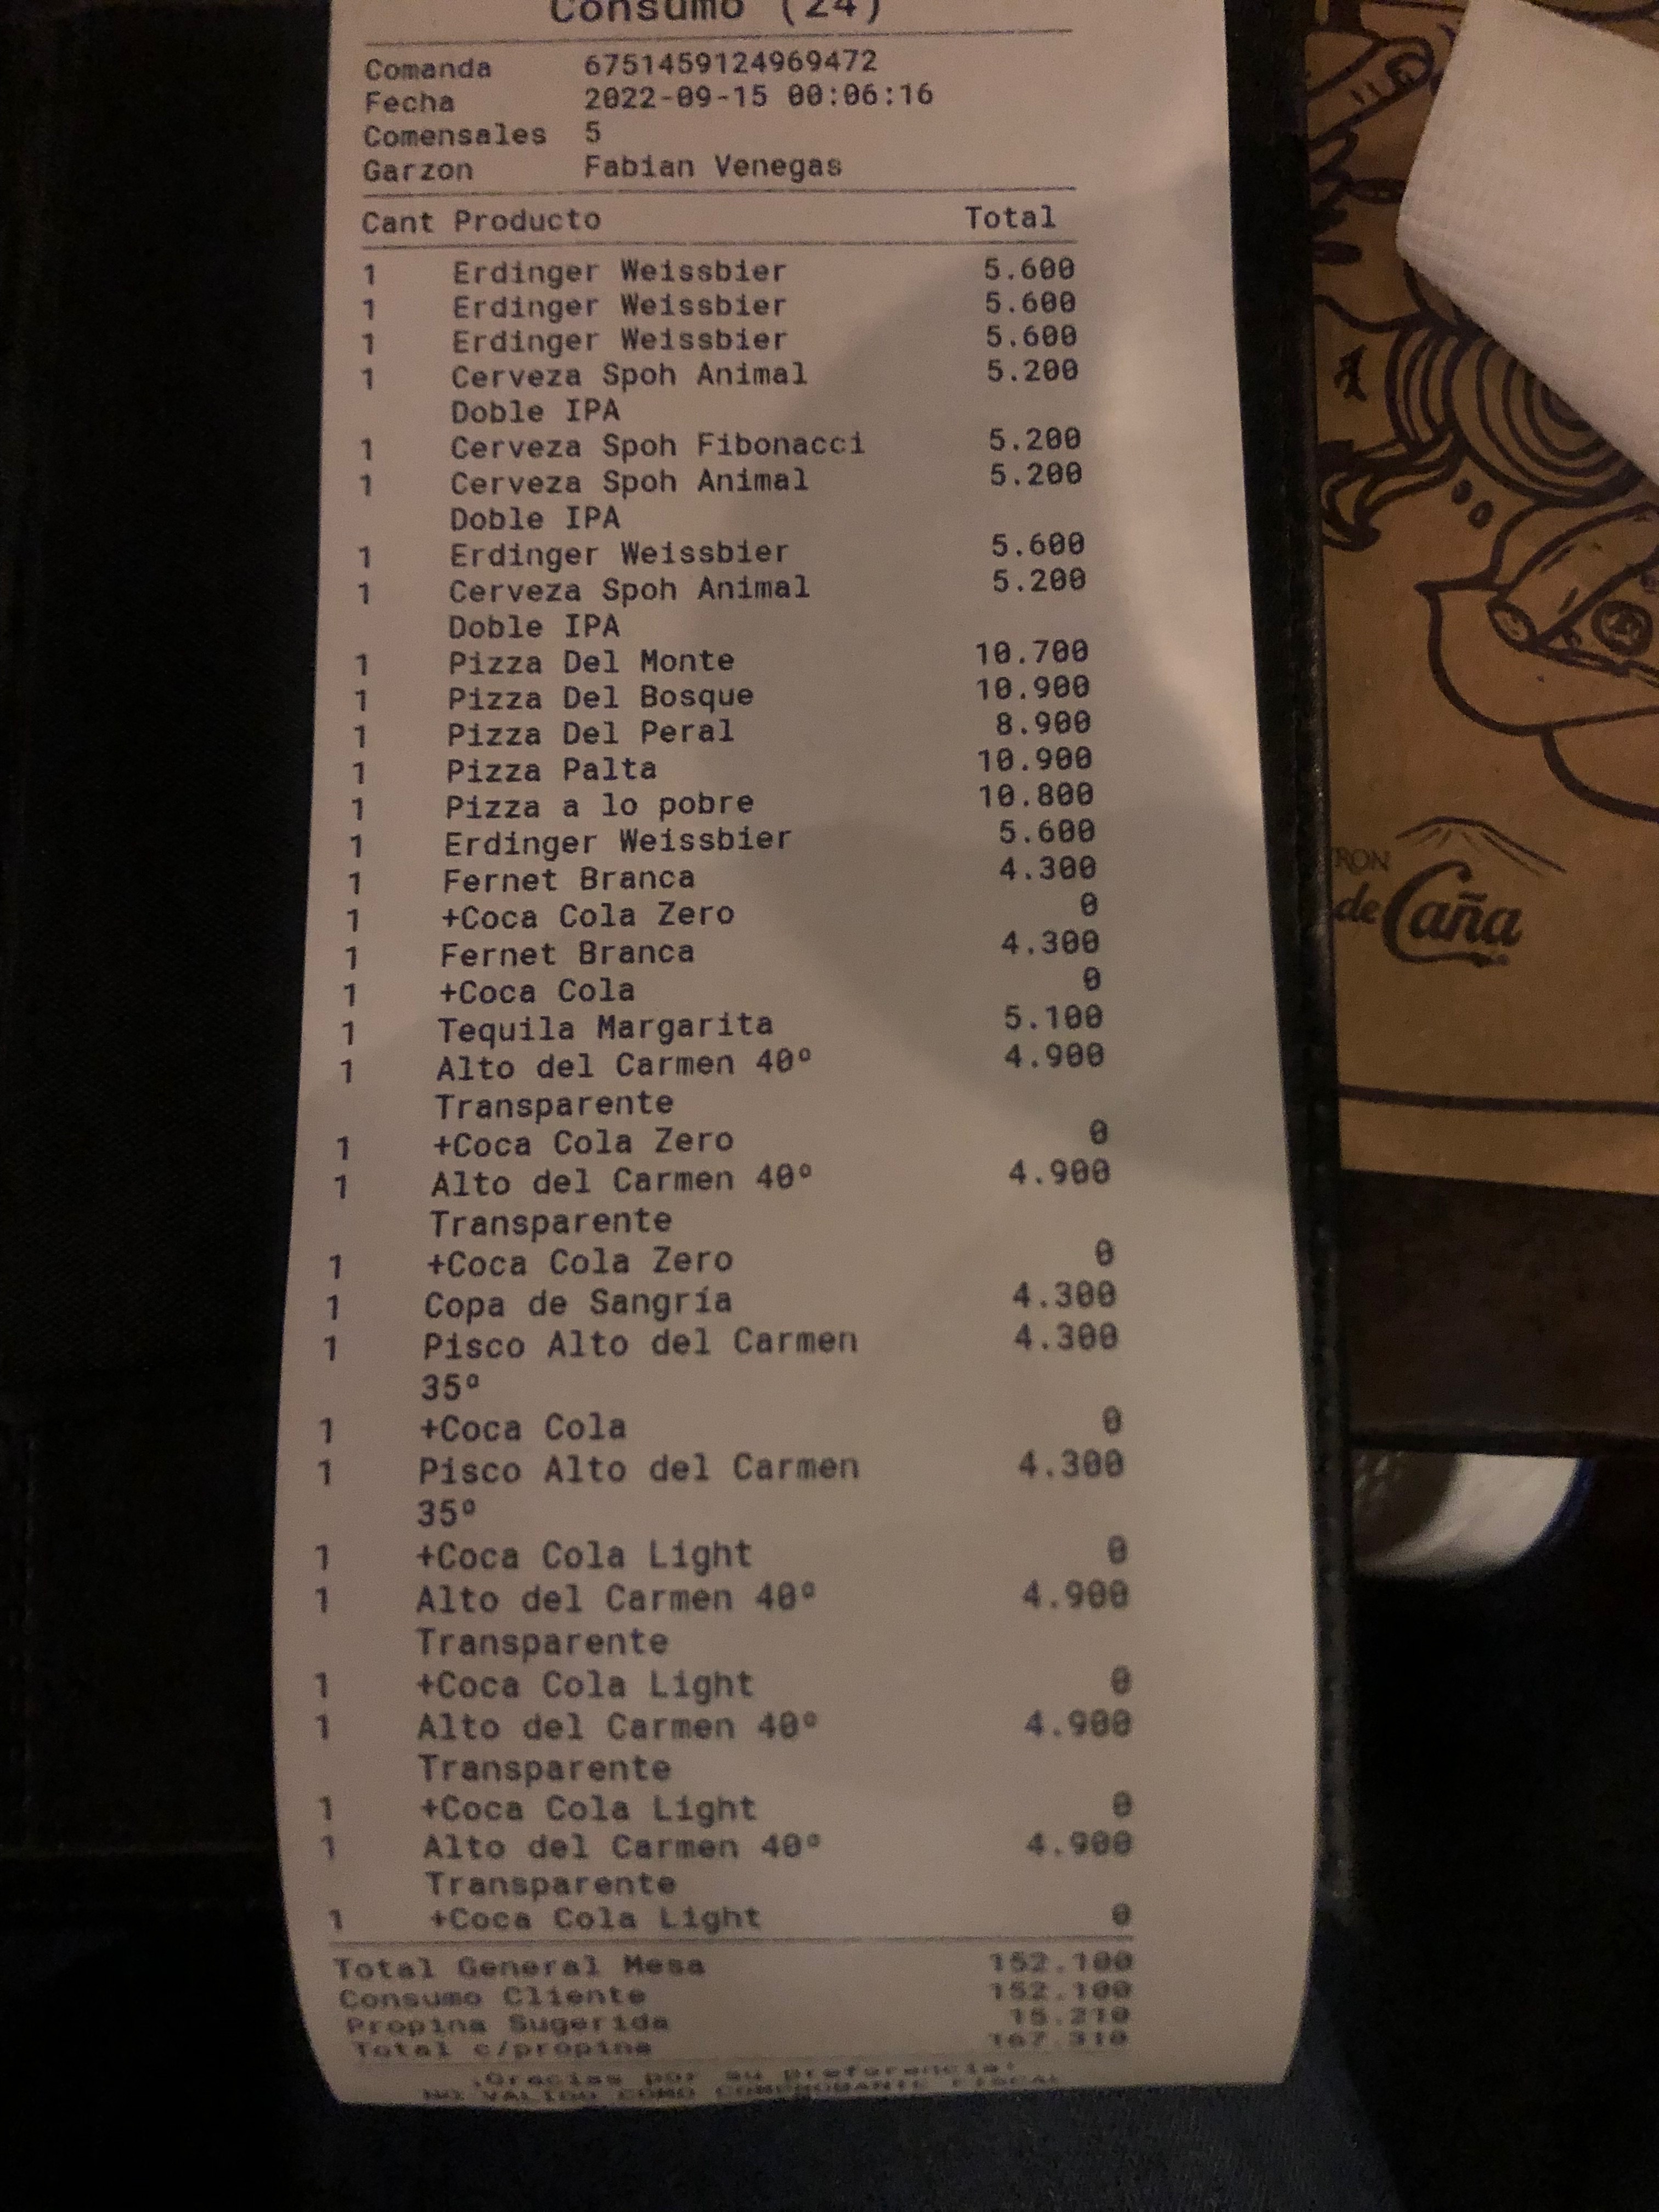 Consumo (24)
Comanda 6751459124969472
Fecha 2022-09-15 00:06:16
Comensales 5
Garzon Fabian Venegas
Cant Producto Total
1 Erdinger Weissbier 5.600
1 Erdinger Weissbier 5.600
1 Erdinger Weissbier 5.600
1 Cerveza Spoh Animal 5.200
Doble IPA
1 Cerveza Spoh Fibonacci 5.200
1 Cerveza Spoh Animal 5.200
Doble IPA
1 Erdinger Weissbier 5.600
1 Cerveza Spoh Animal 5.200
Doble IPA
1 Pizza Del Monte 10.700
1 Pizza Del Bosque 10.900
1 Pizza Del Peral 8.900
1 Pizza Palta 10.900
1 Pizza a lo pobre 10.800
1 Erdinger Weissbier 5.600
1 Fernet Branca 4.300
1 +Coca Cola Zero 0
1 Fernet Branca 4.300
1 +Coca Cola 0
1 Tequila Margarita 5.100
1 Alto del Carmen 40º 4.900
Transparente
1 +Coca Cola Zero 0
1 Alto del Carmen 40º 4.900
Transparente
1 +Coca Cola Zero 0
1 Copa de Sangría 4.300
1 Pisco Alto del Carmen 4.300
35º
1 +Coca Cola 0
1 Pisco Alto del Carmen 4.300
35º
1 +Coca Cola Light 0
1 Alto del Carmen 40º 4.900
Transparente
1 +Coca Cola Light 0
1 Alto del Carmen 40º 4.900
Transparente
1 +Coca Cola Light 0
1 Alto del Carmen 40º 4.900
Transparente
1 +Coca Cola Light 0
Total General Mesa 152.100
Consumo Cliente 152.100
Propina Sugerida 15.210
Total c/propina 167.310
¡Gracias por su preferencia!
NO VALIDO COMO COMPROBANTE FISCAL
RON
de Caña